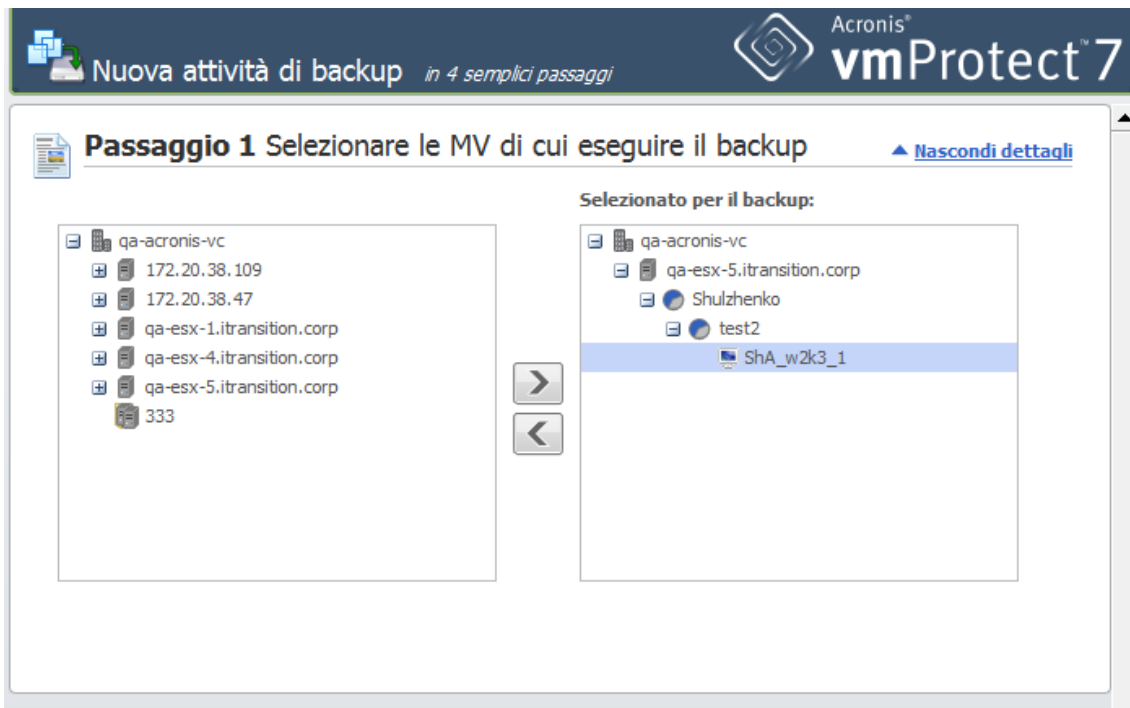 Nuova attività di backup in 4 semplici passaggi
Acronis®
vmProtect™ 7
Passaggio 1 Selezionare le MV di cui eseguire il backup
Nascondi dettagli
Selezionato per il backup:
qa-acronis-vc
172.20.38.109
172.20.38.47
qa-esx-1.itransition.corp
qa-esx-4.itransition.corp
qa-esx-5.itransition.corp
333
qa-acronis-vc
qa-esx-5.itransition.corp
Shulzhenko
test2
ShA_w2k3_1